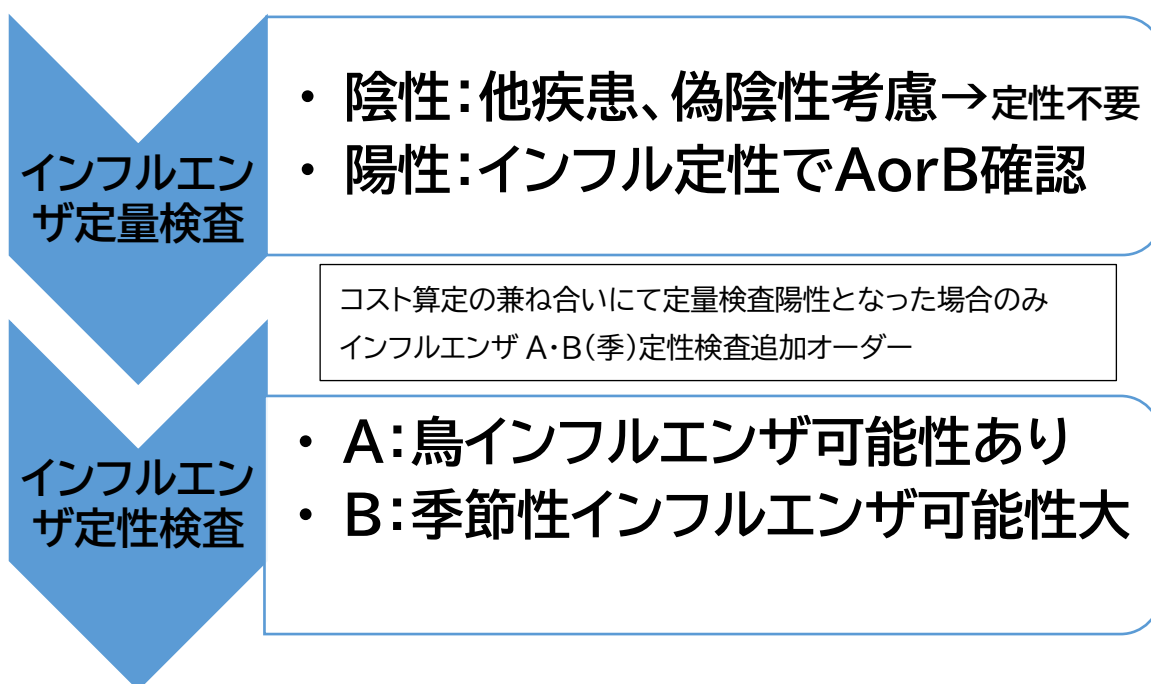 インフルエン
ザ定量検査
・ 陰性：他疾患、偽陰性考慮→定性不要
・ 陽性：インフル定性でAorB確認
コスト算定の兼ね合いにて定量検査陽性となった場合のみ
インフルエンザ A・B（季）定性検査追加オーダー
インフルエン
ザ定性検査
・ A：鳥インフルエンザ可能性あり
・ B：季節性インフルエンザ可能性大